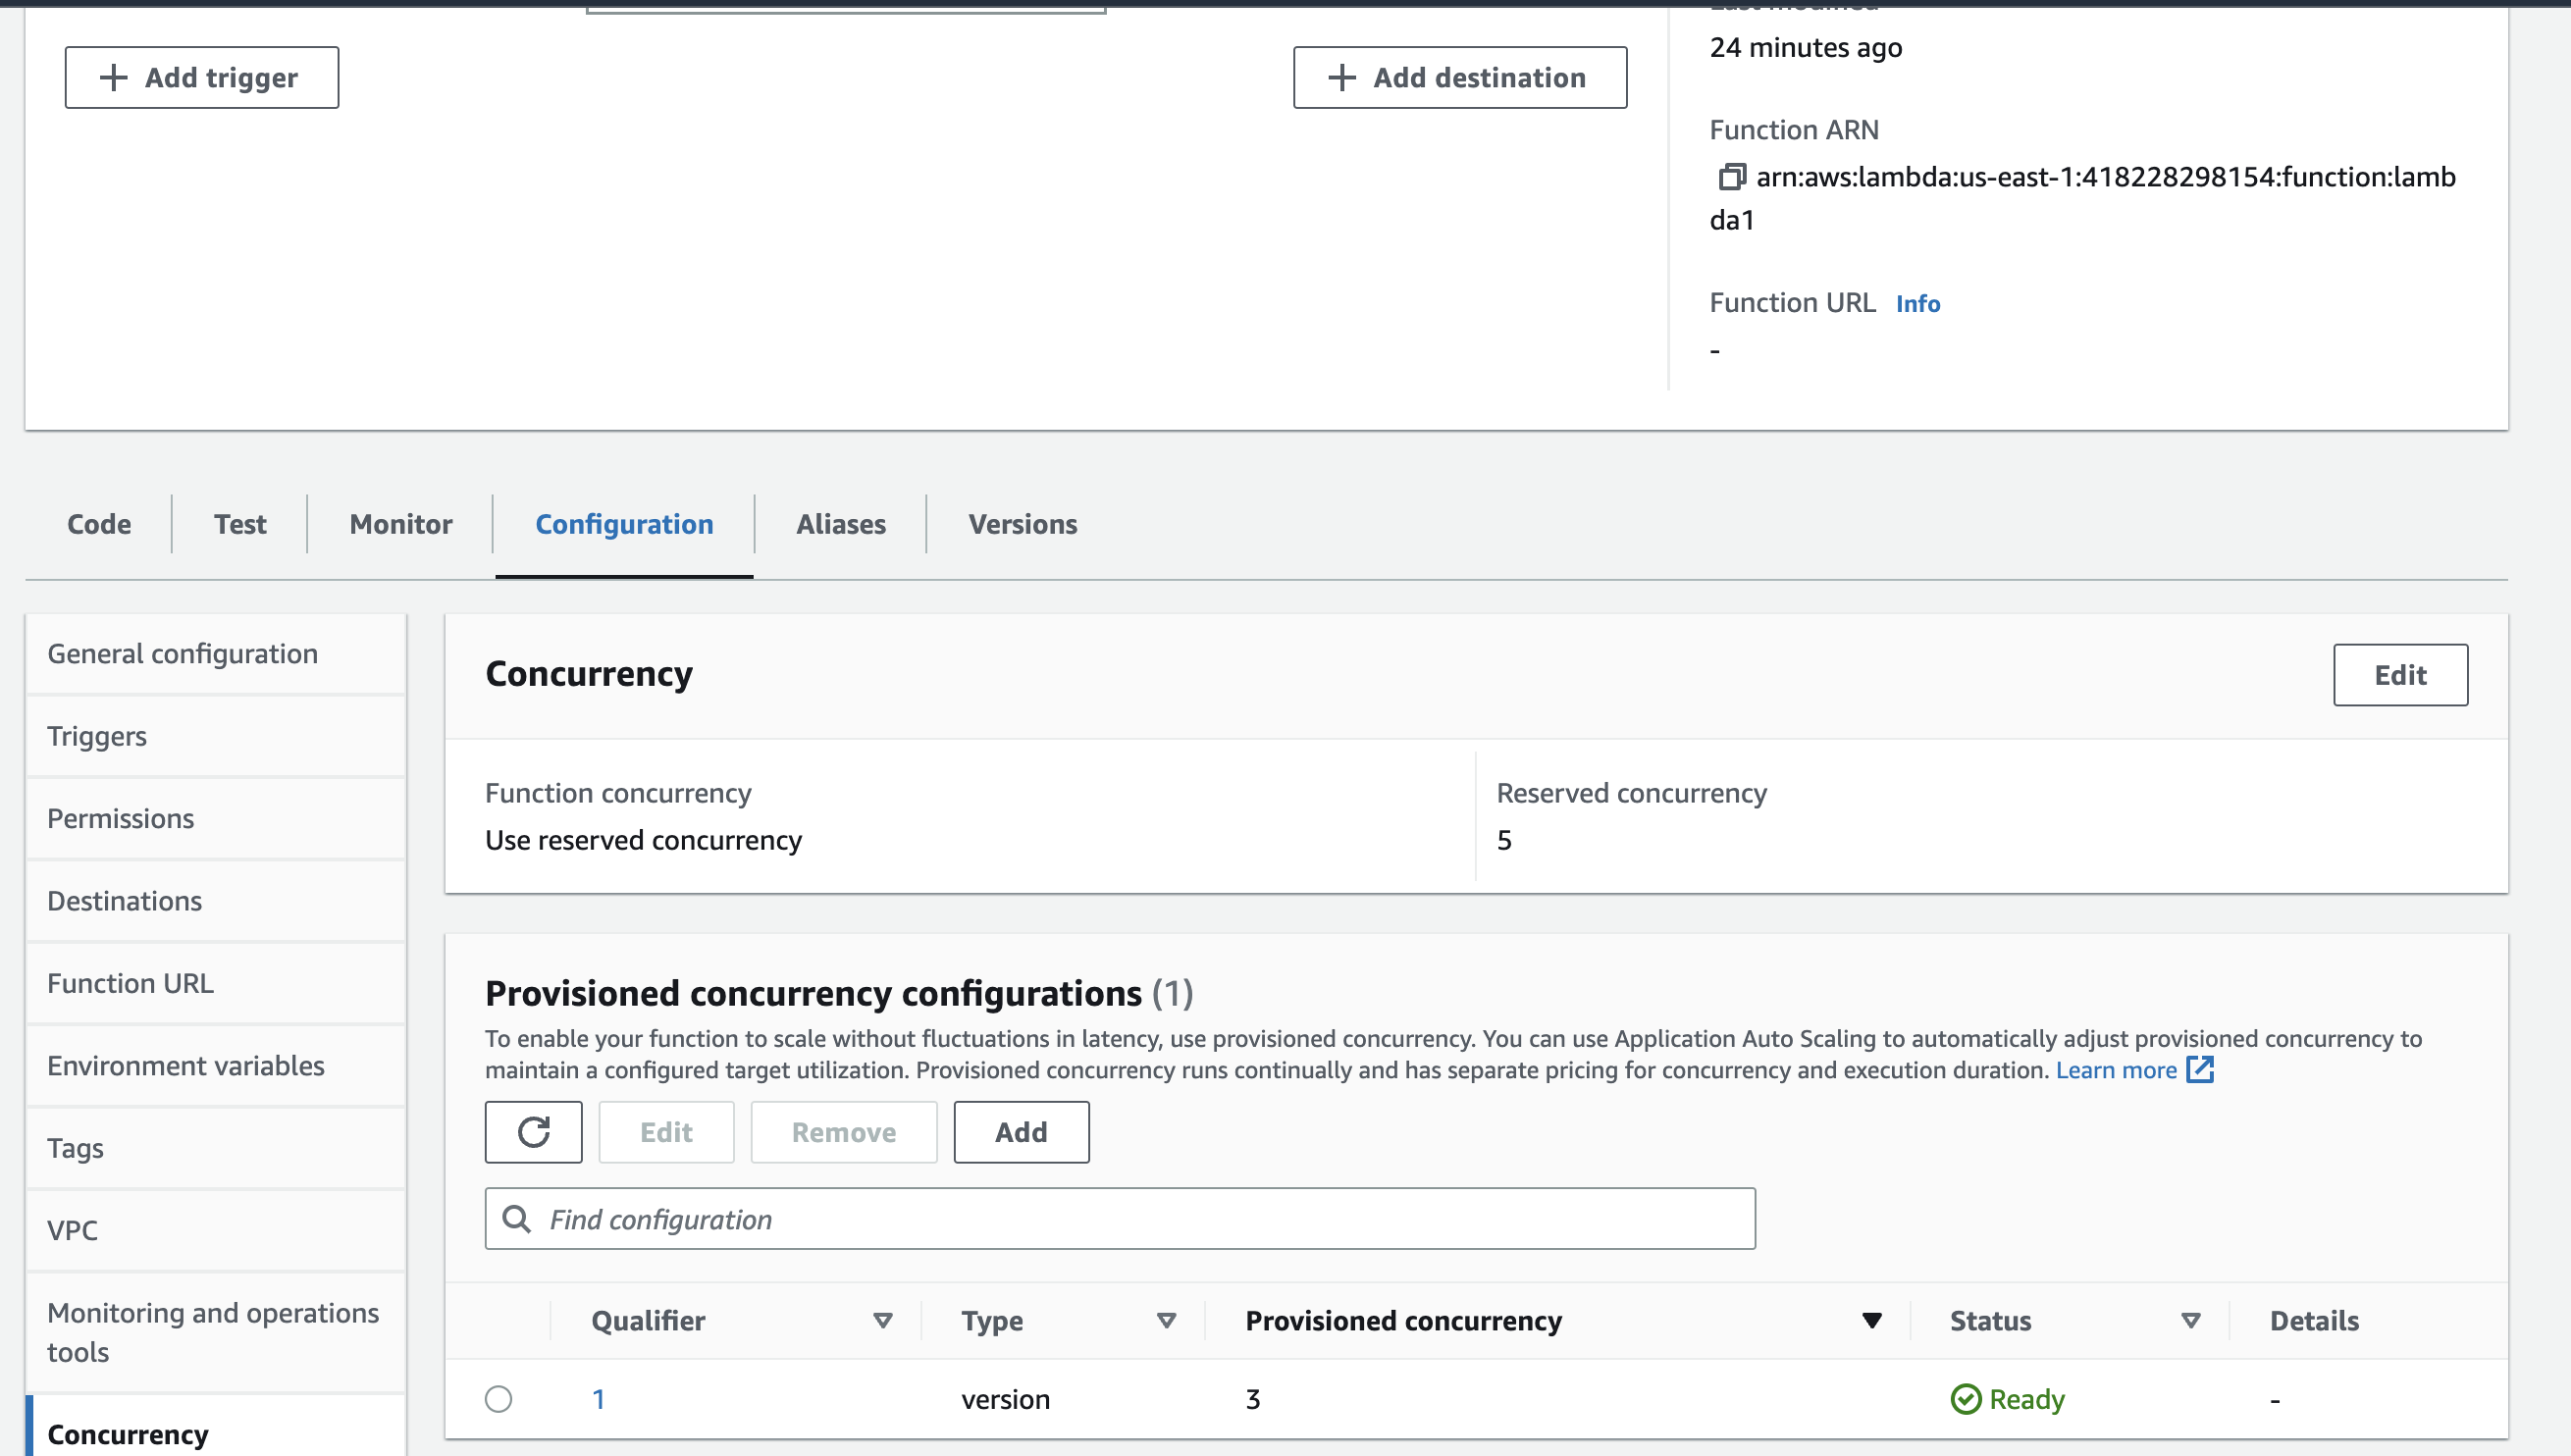 + Add trigger
+ Add destination
24 minutes ago
Function ARN
arn:aws:lambda:us-east-1:418228298154:function:lamb
da1
Function URL Info
-
Code
Test
Monitor
Configuration
Aliases
Versions
General configuration
Triggers
Permissions
Destinations
Function URL
Environment variables
Tags
VPC
Monitoring and operations
tools
Concurrency
Concurrency
Edit
Function concurrency
Use reserved concurrency
Reserved concurrency
5
Provisioned concurrency configurations (1)
To enable your function to scale without fluctuations in latency, use provisioned concurrency. You can use Application Auto Scaling to automatically adjust provisioned concurrency to
maintain a configured target utilization. Provisioned concurrency runs continually and has separate pricing for concurrency and execution duration. Learn more
Edit
Remove
Add
Find configuration
Qualifier
Type
Provisioned concurrency
Status
Details
1
version
3
Ready
-